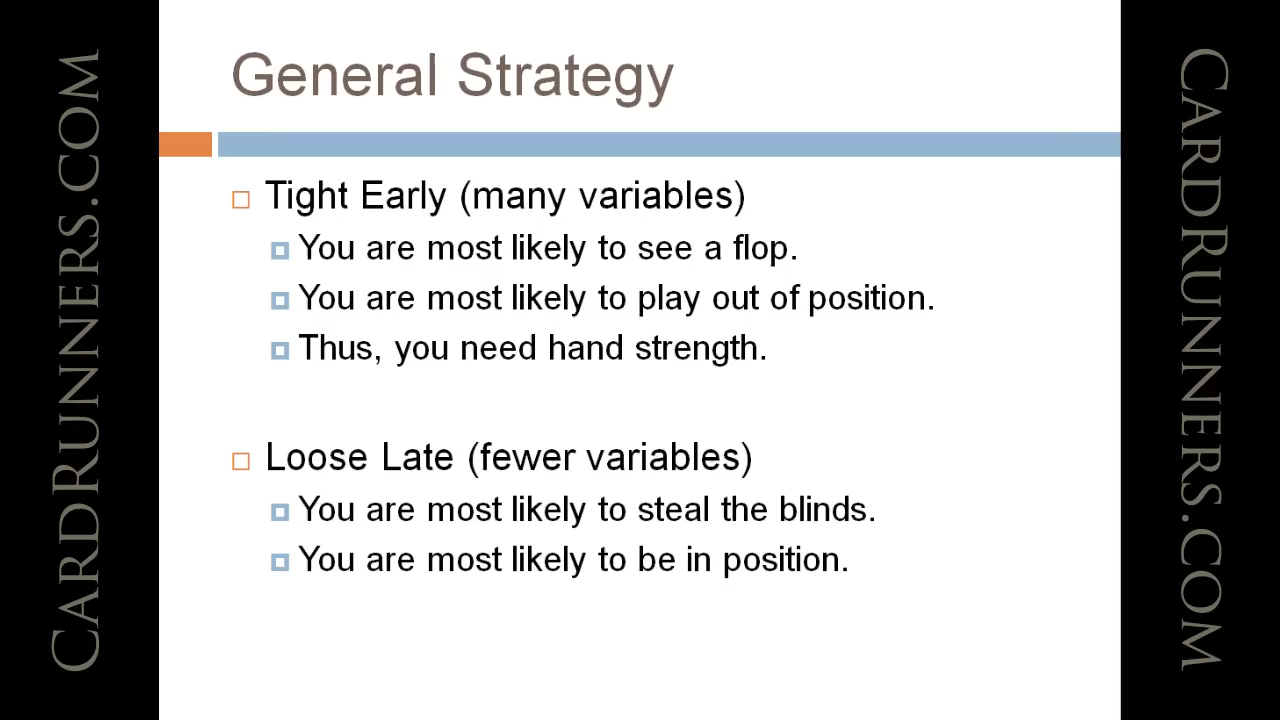 CARDRUNNERS.COM
General Strategy
Tight Early (many variables)
You are most likely to see a flop.
You are most likely to play out of position.
Thus, you need hand strength.
Loose Late (fewer variables)
You are most likely to steal the blinds.
You are most likely to be in position.
CARDRUNNERS.COM